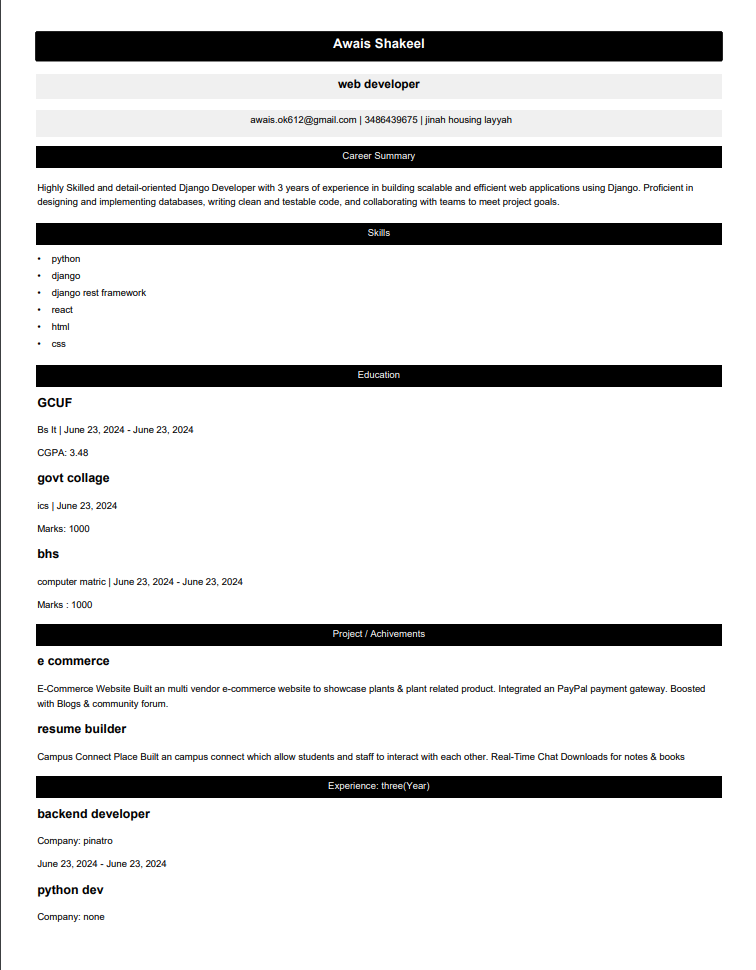 Awais Shakeel
web developer
awais.ok612@gmail.com | 3486439675 | jinah housing layyah
Career Summary
Highly Skilled and detail-oriented Django Developer with 3 years of experience in building scalable and efficient web applications using Django. Proficient in
designing and implementing databases, writing clean and testable code, and collaborating with teams to meet project goals.
Skills
• python
• django
• django rest framework
• react
• html
• css
Education
GCUF
Bs It | June 23, 2024 - June 23, 2024
CGPA: 3.48
govt collage
ics | June 23, 2024
Marks: 1000
bhs
computer matric | June 23, 2024 - June 23, 2024
Marks : 1000
Project / Achivements
e commerce
E-Commerce Website Built an multi vendor e-commerce website to showcase plants & plant related product. Integrated an PayPal payment gateway. Boosted
with Blogs & community forum.
resume builder
Campus Connect Place Built an campus connect which allow students and staff to interact with each other. Real-Time Chat Downloads for notes & books
Experience: three(Year)
backend developer
Company: pinatro
June 23, 2024 - June 23, 2024
python dev
Company: none